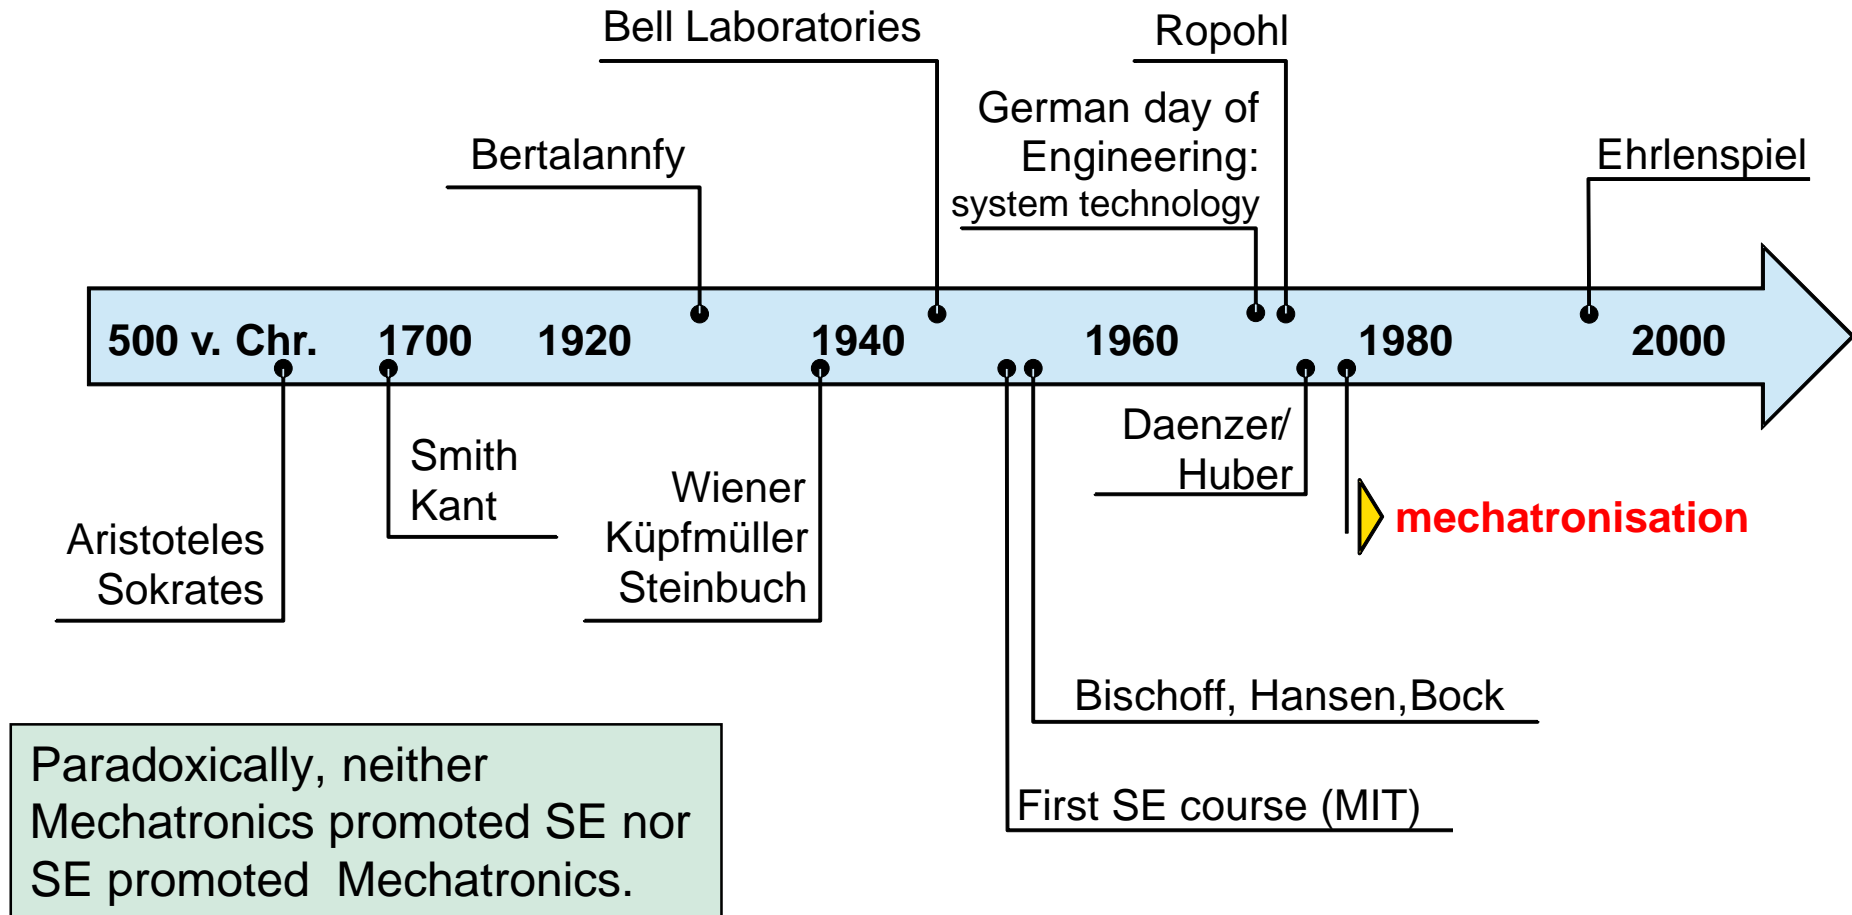 Bell Laboratories
Ropohl
German day of
Engineering:
system technology
Bertalannfy
Ehrlenspiel
500 v. Chr. 1700 1920 1940 1960 1980 2000
Smith
Kant
Aristoteles
Sokrates
Wiener
Küpfmüller
Steinbuch
Daenzer/
Huber
mechatronisation
Bischoff, Hansen,Bock
First SE course (MIT)
Paradoxically, neither
Mechatronics promoted SE nor
SE promoted Mechatronics.